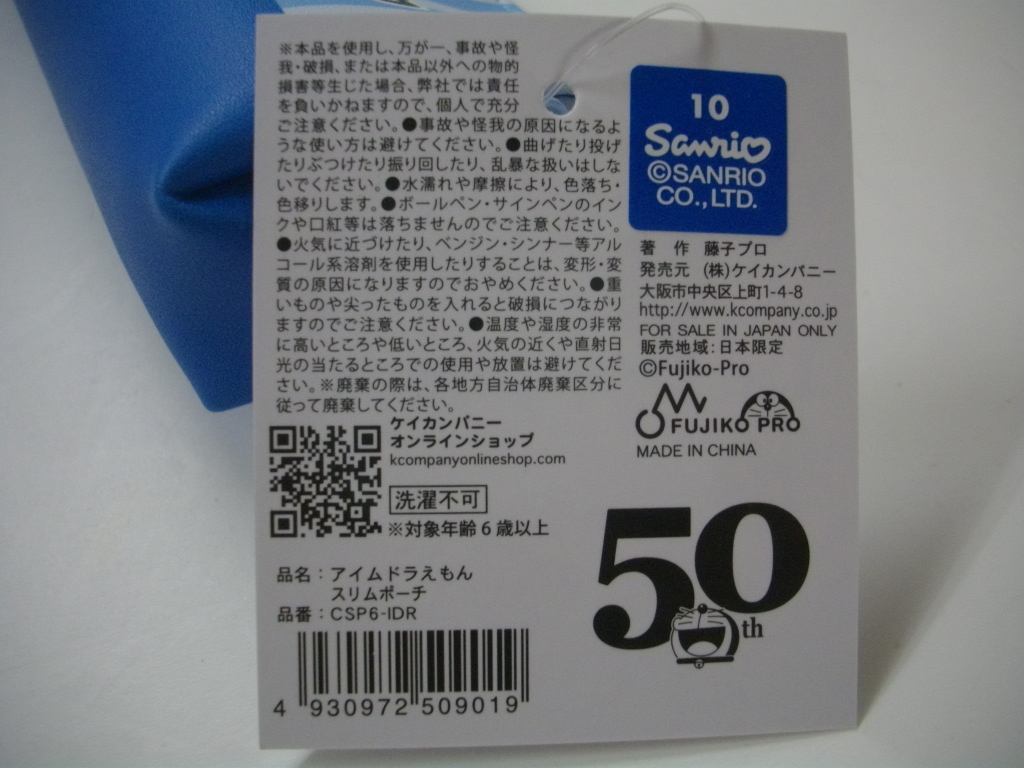 ※本品を使用し、万が一、事故や怪
我・破損、または本品以外への物的
損害等生じた場合、弊社では責任
を負いかねますので、個人で充分
ご注意ください。●事故や怪我の原因になるよ
うな使い方は避けてください。●曲げたり投げ
たりぶつけたり振り回したり、乱暴な扱いはしな
いでください。●水濡れや摩擦により、色落ち・
色移りします。●ボールペン・サインペンのイン
クや口紅等は落ちませんのでご注意ください。
●火気に近づけたり、ベンジン・シンナー等アル
コール系溶剤を使用したりすることは、変形・変
質の原因になりますのでおやめください。●重
いものや尖ったものを入れると破損につながり
ますのでご注意ください。●温度や湿度の非常
に高いところや低いところ、火気の近くや直射日
光の当たるところでの使用や放置は避けてくだ
さい。※廃棄の際は、各地方自治体廃棄区分に
従って廃棄してください。
ケイカンパニー
オンラインショップ
kcompanyonlineshop.com
洗濯不可
※対象年齢6歳以上
品名：アイムドラえもん
スリムポーチ
品番：CSP6-IDR
4 930972 509019
10
Sanrio
©SANRIO
CO.,LTD.
著　作　藤子プロ
発売元　(株)ケイカンパニー
大阪市中央区上町1-4-8
http://www.kcompany.co.jp
FOR SALE IN JAPAN ONLY
販売地域：日本限定
©Fujiko-Pro
FUJIKO PRO
MADE IN CHINA
50th